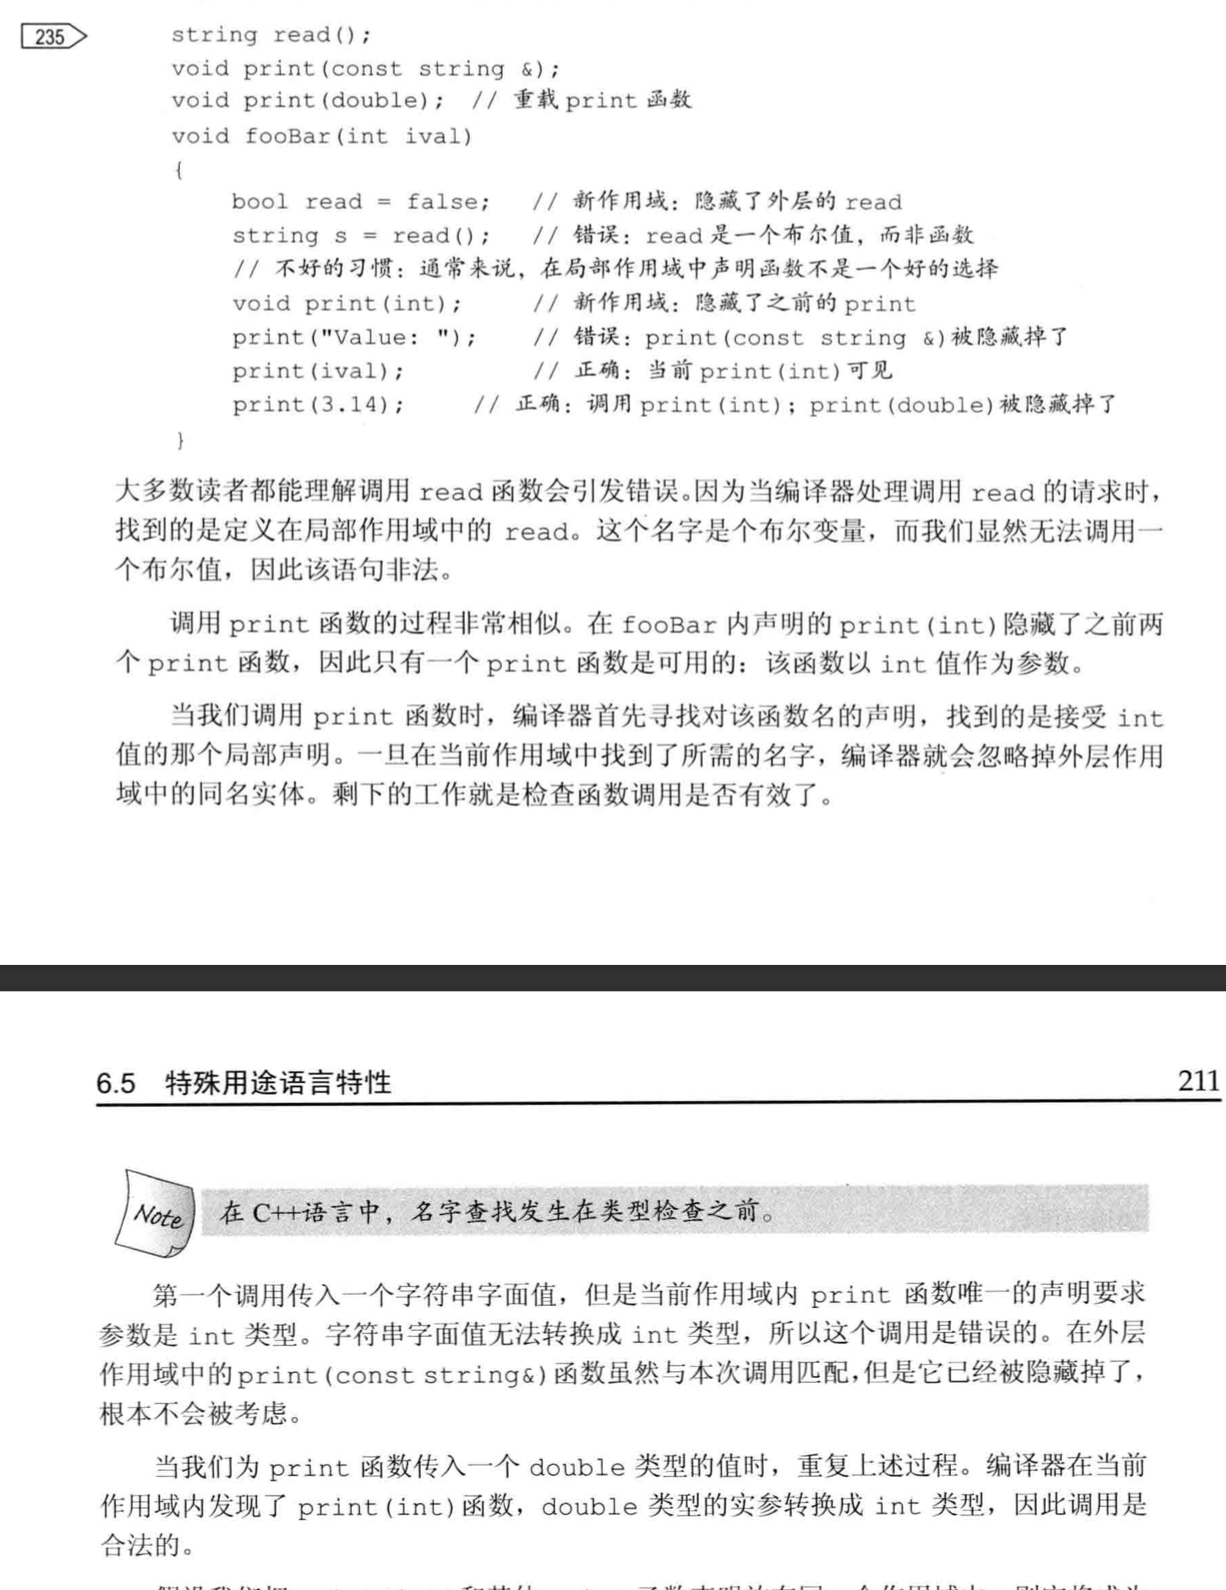 235
string read();
void print(const string &);
void print(double); // 重载print函数
void fooBar(int ival)
{
bool read = false; // 新作用域：隐藏了外层的 read
string s = read(); // 错误：read是一个布尔值，而非函数
// 不好的习惯：通常来说，在局部作用域中声明函数不是一个好的选择
void print(int); // 新作用域：隐藏了之前的print
print("Value: "); // 错误：print(const string &)被隐藏掉了
print(ival); // 正确：当前print(int)可见
print(3.14); // 正确：调用print(int)；print(double)被隐藏掉了
}
大多数读者都能理解调用 read 函数会引发错误。因为当编译器处理调用 read 的请求时，
找到的是定义在局部作用域中的 read。这个名字是个布尔变量，而我们显然无法调用一
个布尔值，因此该语句非法。
调用 print 函数的过程非常相似。在 fooBar 内声明的 print(int)隐藏了之前两
个 print 函数，因此只有一个 print 函数是可用的：该函数以 int 值作为参数。
当我们调用 print 函数时，编译器首先寻找对该函数名的声明，找到的是接受 int
值的那个局部声明。一旦在当前作用域中找到了所需的名字，编译器就会忽略掉外层作用
域中的同名实体。剩下的工作就是检查函数调用是否有效了。
6.5 特殊用途语言特性 211
Note 在 C++语言中，名字查找发生在类型检查之前。
第一个调用传入一个字符串字面值，但是当前作用域内 print 函数唯一的声明要求
参数是 int 类型。字符串字面值无法转换成 int 类型，所以这个调用是错误的。在外层
作用域中的print(const string&)函数虽然与本次调用匹配，但是它已经被隐藏掉了，
根本不会被考虑。
当我们为 print 函数传入一个 double 类型的值时，重复上述过程。编译器在当前
作用域内发现了 print(int)函数，double 类型的实参转换成 int 类型，因此调用是
合法的。